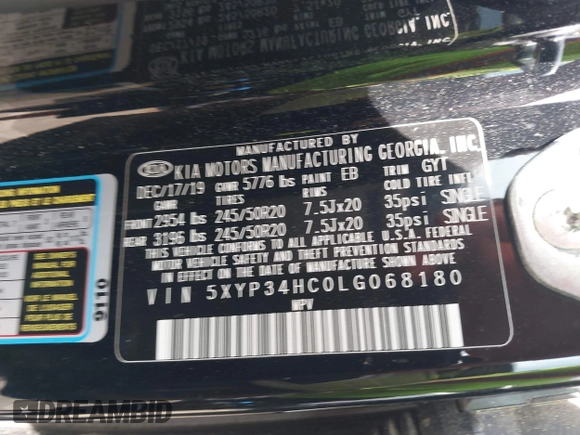 MANUFACTURED BY
KIA KIA MOTORS MANUFACTURING GEORGIA, INC.
DEC/17/19 GVWR 5776 lbs PAINT EB TRIM GYT
GAWR TIRES RIMS COLD TIRE INFL
FRONT 2954 lbs 245/50R20 7.5Jx20 35psi SINGLE
REAR 3196 lbs 245/50R20 7.5Jx20 35psi SINGLE
THIS VEHICLE CONFORMS TO ALL APPLICABLE U.S.A. FEDERAL
MOTOR VEHICLE SAFETY AND THEFT PREVENTION STANDARDS
IN EFFECT ON THE DATE OF MANUFACTURE SHOWN ABOVE.
VIN 5XYP34HC0LG068180
MPV
9110
DREAMBID